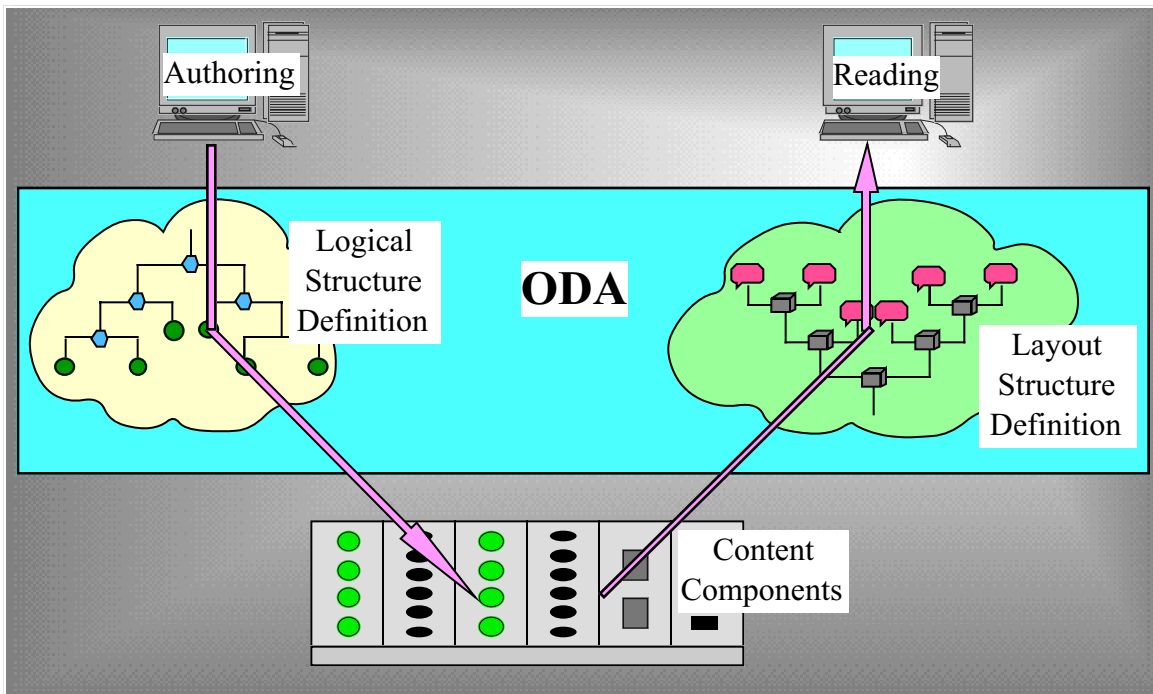 Authoring
Reading
Logical
Structure
Definition
ODA
Layout
Structure
Definition
Content
Components